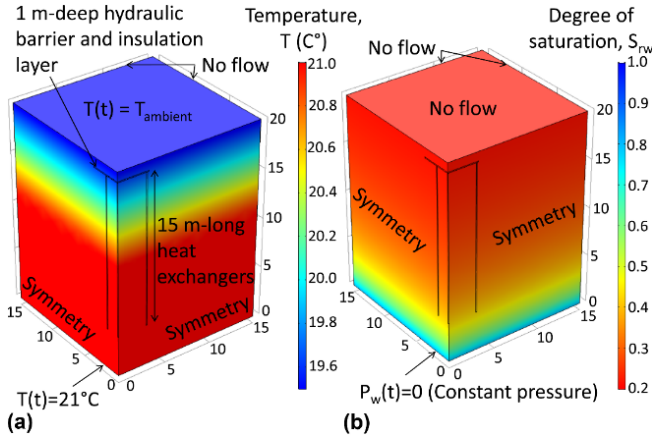 1 m-deep hydraulic
barrier and insulation
layer
No flow
Temperature,
T (C°)
T(t) = T_ambient
15 m-long
heat
exchangers
Symmetry
Symmetry
T(t)=21°C
20
15
10
5
0
15
10
5
0
0
5
10
15
21.0
20.8
20.6
20.4
20.2
20.0
19.8
19.6
(a)
No flow
Degree of
saturation, S_rw
No flow
Symmetry
Symmetry
P_w(t)=0 (Constant pressure)
20
15
10
5
0
15
10
5
0
0
5
10
15
1.0
0.9
0.8
0.7
0.6
0.5
0.4
0.3
0.2
(b)